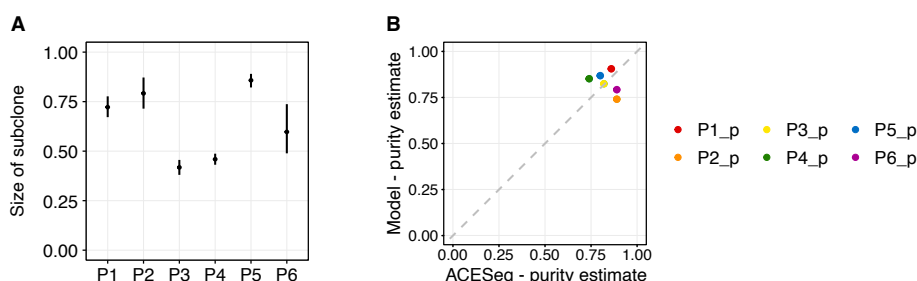 A
Size of subclone
1.00
0.75
0.50
0.25
0.00
P1 P2 P3 P4 P5 P6
B
Model - purity estimate
1.00
0.75
0.50
0.25
0.00
0.00 0.25 0.50 0.75 1.00
ACESeq - purity estimate
P1_p P3_p P5_p
P2_p P4_p P6_p